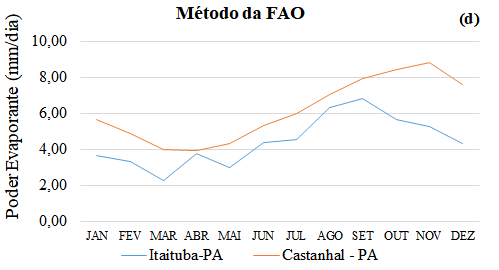 Método da FAO
(d)
Poder Evaporante (mm/dia)
10,00
8,00
6,00
4,00
2,00
0,00
JAN FEV MAR ABR MAI JUN JUL AGO SET OUT NOV DEZ
Itaituba-PA Castanhal - PA